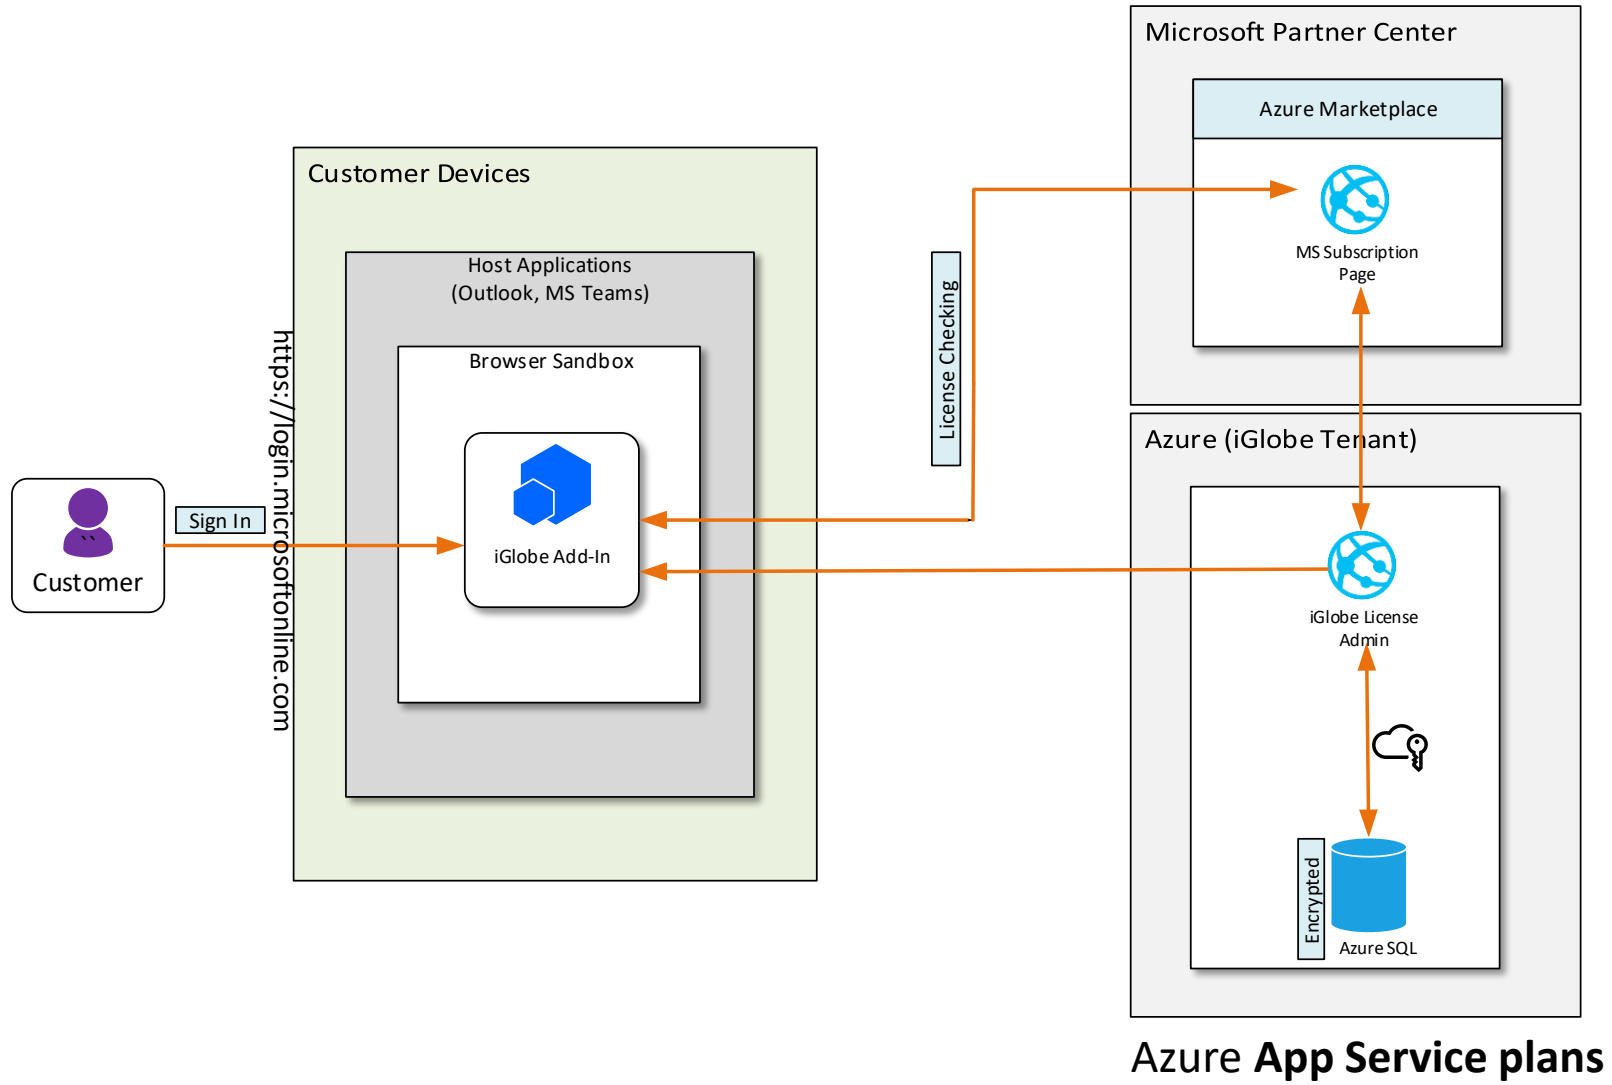 Microsoft Partner Center
Azure Marketplace
MS Subscription
Page
Customer Devices
Host Applications
(Outlook, MS Teams)
Browser Sandbox
iGlobe Add-In
https://login.microsoftonline.com
Sign In
Customer
License Checking
Azure (iGlobe Tenant)
iGlobe License
Admin
Encrypted
Azure SQL
Azure App Service plans